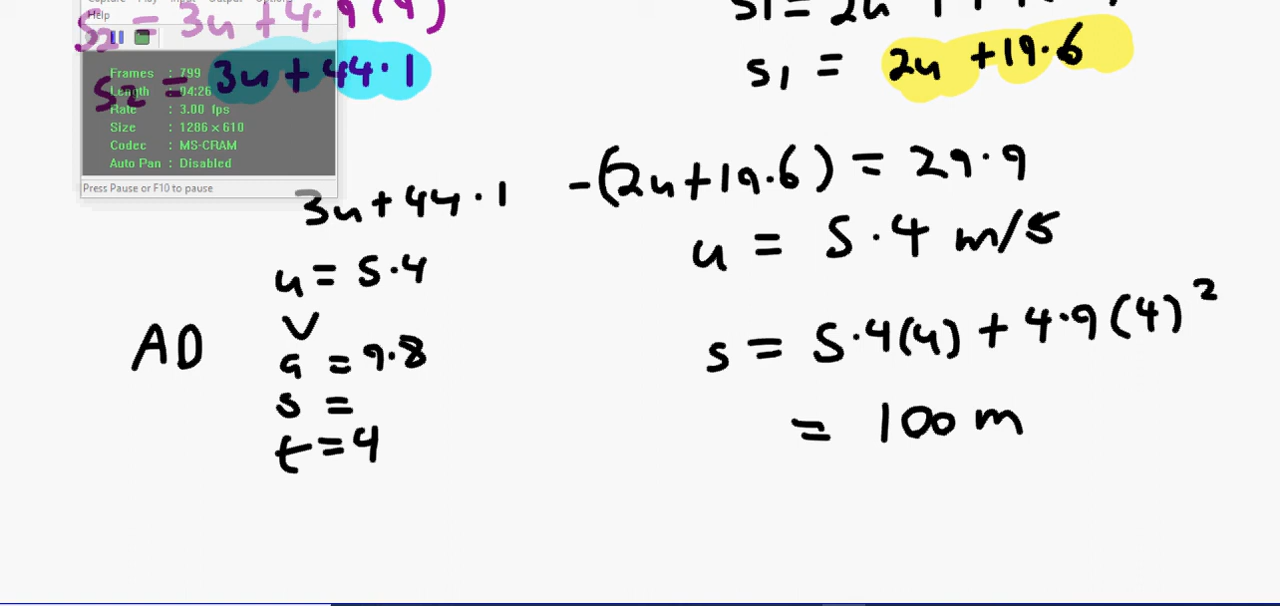 Help
S2 = 3u + 4.9(9)
S1 = 2u
Frames : 799
Length : 04:26
Rate : 3.00 fps
Size : 1286 × 610
Codec : MS-CRAM
Auto Pan : Disabled
Press Pause or F10 to pause
S2 = 3u + 44.1
S1 = 2u + 19.6
3u + 44.1 - (2u + 19.6) = 29.9
u = 5.4
u = 5.4 m/s
AD
v
a = 9.8
s =
t = 4
s = 5.4(4) + 4.9(4)²
= 100 m